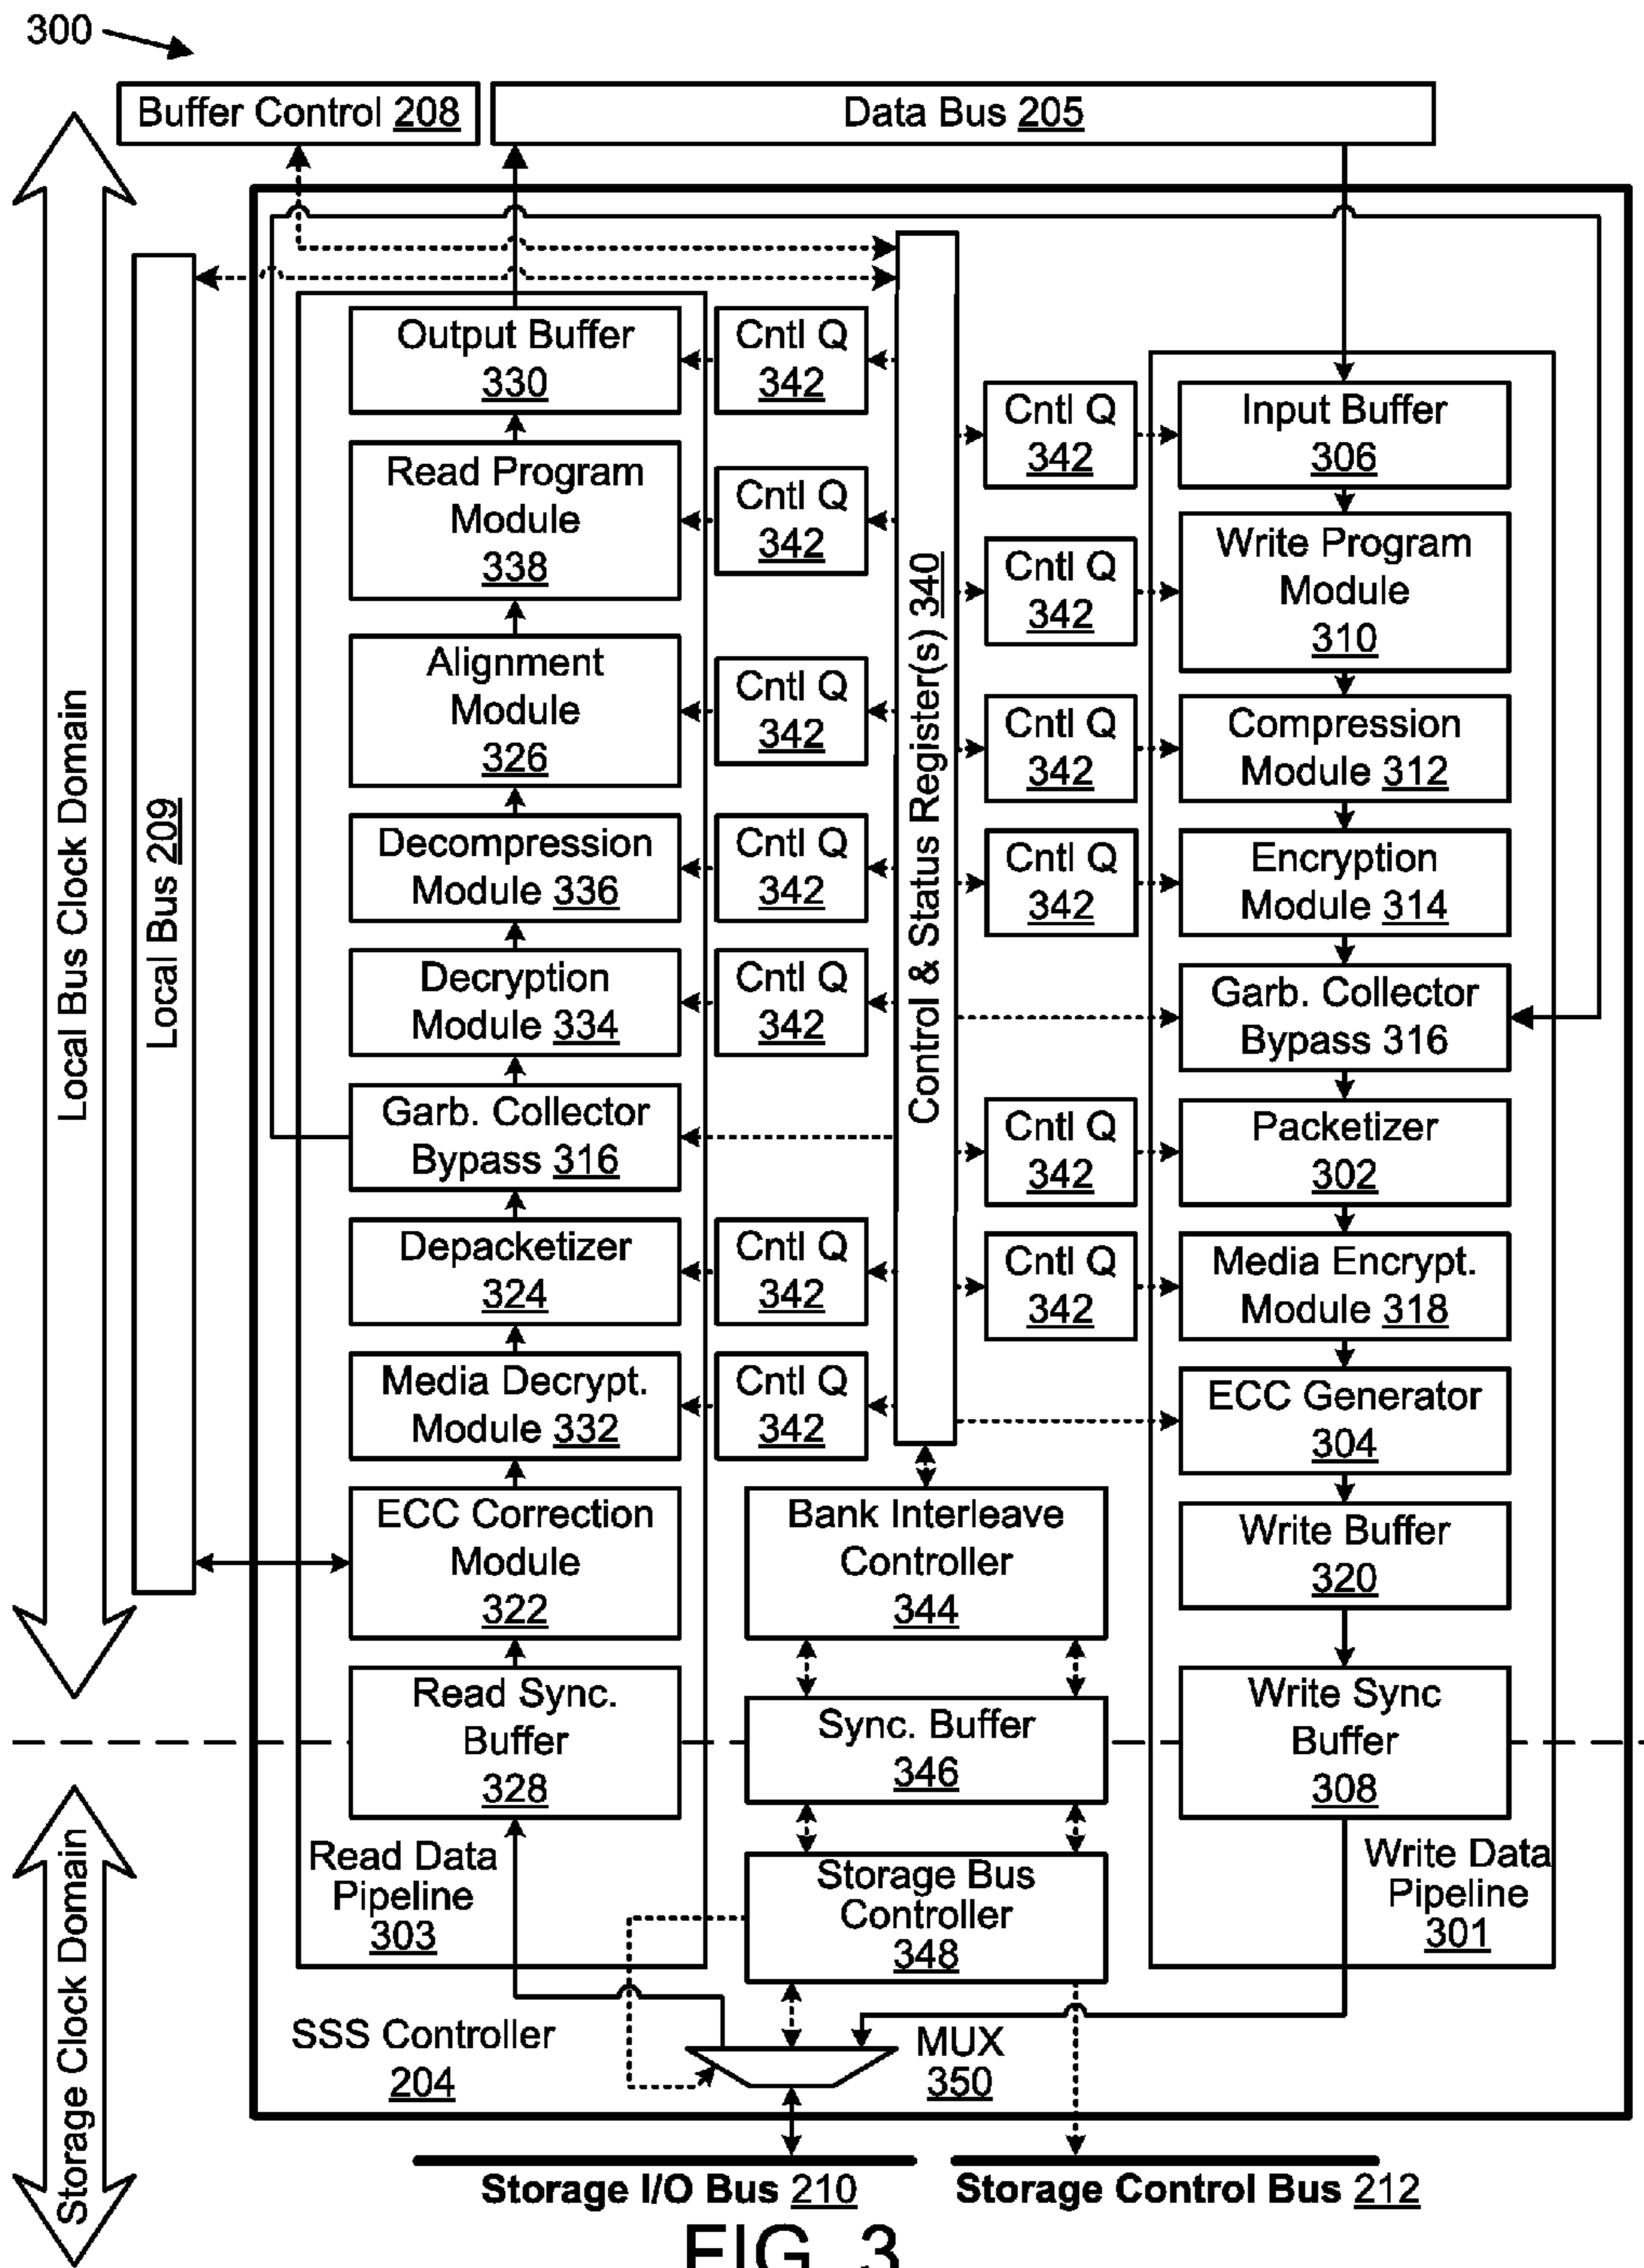 300
Buffer Control 208
Data Bus 205
Local Bus Clock Domain
Local Bus 209
Output Buffer
330
Cntl Q
342
Read Program
Module
338
Cntl Q
342
Alignment
Module
326
Cntl Q
342
Decompression
Module 336
Cntl Q
342
Decryption
Module 334
Cntl Q
342
Garb. Collector
Bypass 316
Depacketizer
324
Cntl Q
342
Media Decrypt.
Module 332
Cntl Q
342
ECC Correction
Module
322
Read Sync.
Buffer
328
Read Data
Pipeline
303
Control & Status Register(s) 340
Bank Interleave
Controller
344
Sync. Buffer
346
Storage Bus
Controller
348
Cntl Q
342
Input Buffer
306
Cntl Q
342
Write Program
Module
310
Cntl Q
342
Compression
Module 312
Cntl Q
342
Encryption
Module 314
Garb. Collector
Bypass 316
Cntl Q
342
Packetizer
302
Cntl Q
342
Media Encrypt.
Module 318
ECC Generator
304
Write Buffer
320
Write Sync
Buffer
308
Write Data
Pipeline
301
Storage Clock Domain
SSS Controller
204
MUX
350
Storage I/O Bus 210
Storage Control Bus 212
FIG. 3